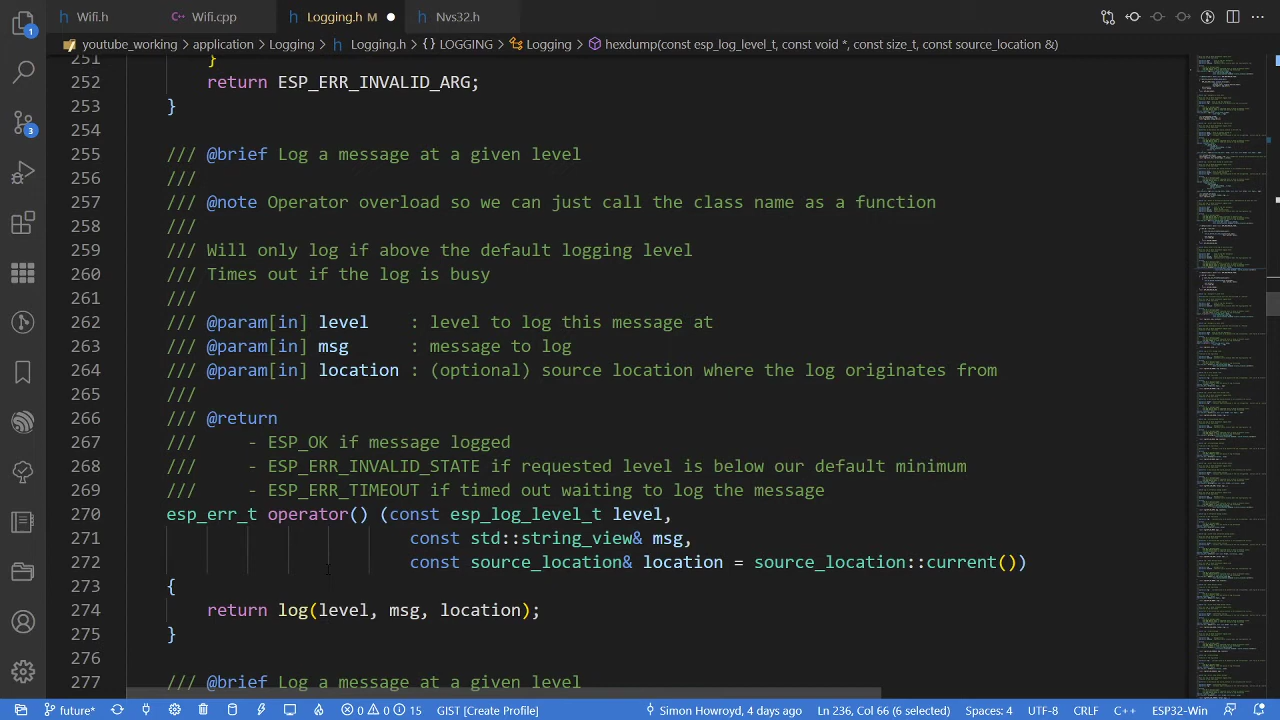 Wifi.h
Wifi.cpp
Logging.h M
Nvs32.h
youtube_working > application > Logging > Logging.h > {} LOGGING > Logging > hexdump(const esp_log_level_t, const void *, const size_t, const source_location &)
251 }
252 return ESP_ERR_INVALID_ARG;
253 }
254
255 /// @brief Log a message at a given level
256 ///
257 /// @note Operator overload so we can just call the class name as a function
258 ///
259 /// Will only log if above the default logging level
260 /// Times out if the log is busy
261 ///
262 /// @param[in] level : level to log this message at
263 /// @param[in] msg : message to log
264 /// @param[in] location : [optional] source location where the log originates from
265 ///
266 /// @return
267 /// - ESP_OK if message logged
268 /// - ESP_ERR_INVALID_STATE if requested level is below our default minimum
269 /// - ESP_ERR_TIMEOUT if timed out waiting to log the message
270 esp_err_t operator() (const esp_log_level_t level,
271 const std::string_view& msg,
272 const source_location& location = source_location::current())
273 {
274 return log(level, msg, location)
275 }
276
277 /// @brief Log a message at a given level
1
3
future*
Simon Howroyd, 4
Ln 236, Col 66 (6 selected)
Spaces: 4
UTF-8
CRLF
C++
ESP32-Win